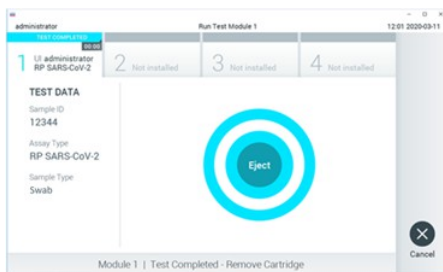 administrator Run Test Module 1 12:01 2020-03-11
TEST COMPLETED
00:00
1 UI administrator
RP SARS-CoV-2
2 Not installed
3 Not installed
4 Not installed
TEST DATA
Sample ID
12344
Assay Type
RP SARS-CoV-2
Sample Type
Swab
Eject
Cancel
Module 1 | Test Completed - Remove Cartridge